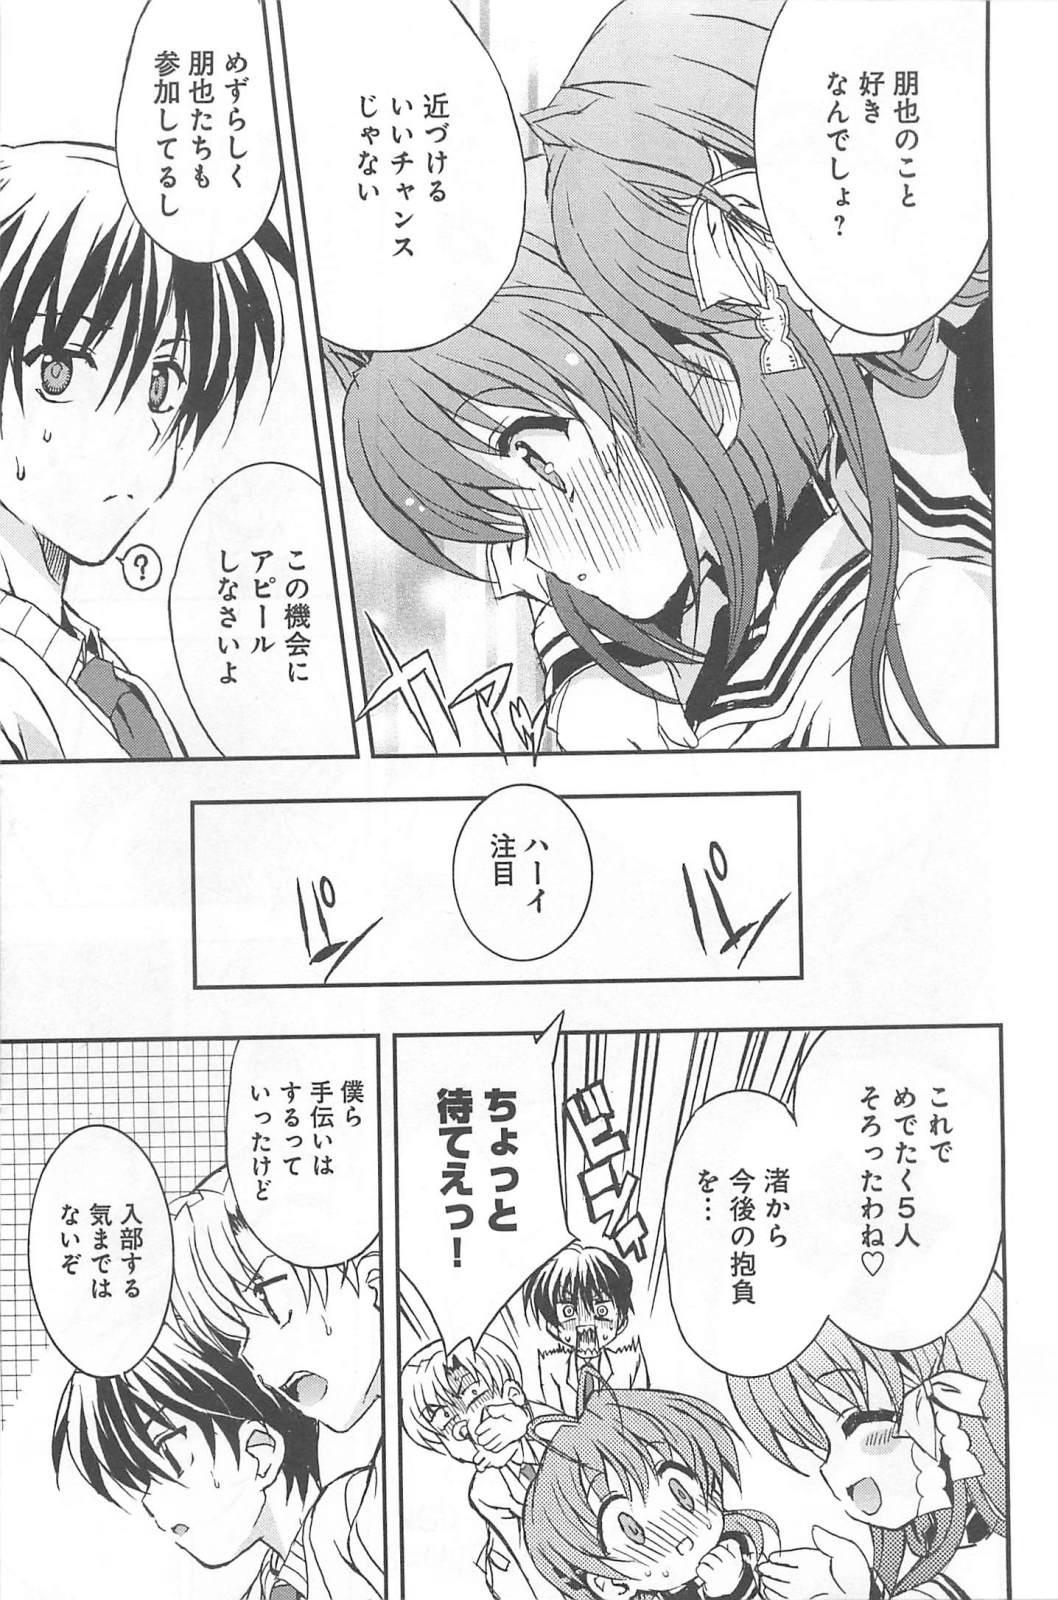 朋也のこと
好き
なんでしょ?
近づける
いいチャンス
じゃない
めずらしく
朋也たちも
参加してるし
この機会に
アピール
しなさいよ
?
カアァッ
ハーイ
注目
パン
パン
これで
めでたく5人
そろったわね♡
渚から
今後の抱負
を…
ちょっと
待てえっ!
僕ら
手伝いは
するって
いったけど
入部する
気までは
ないぞ